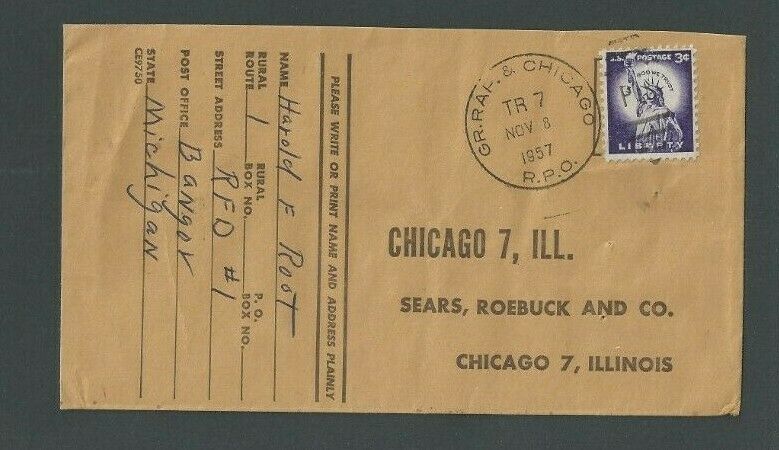 U.S. POSTAGE 3¢
IN GOD WE TRUST
LIBERTY
GR. RAP. & CHICAGO
TR 7
NOV 8
1957
R.P.O.
CHICAGO 7, ILL.
SEARS, ROEBUCK AND CO.
CHICAGO 7, ILLINOIS
PLEASE WRITE OR PRINT NAME AND ADDRESS PLAINLY
NAME Harold F Root
RURAL ROUTE 1 RURAL BOX NO. P. O. BOX NO.
STREET ADDRESS RFD #1
POST OFFICE Bangor
STATE Michigan
CE9750